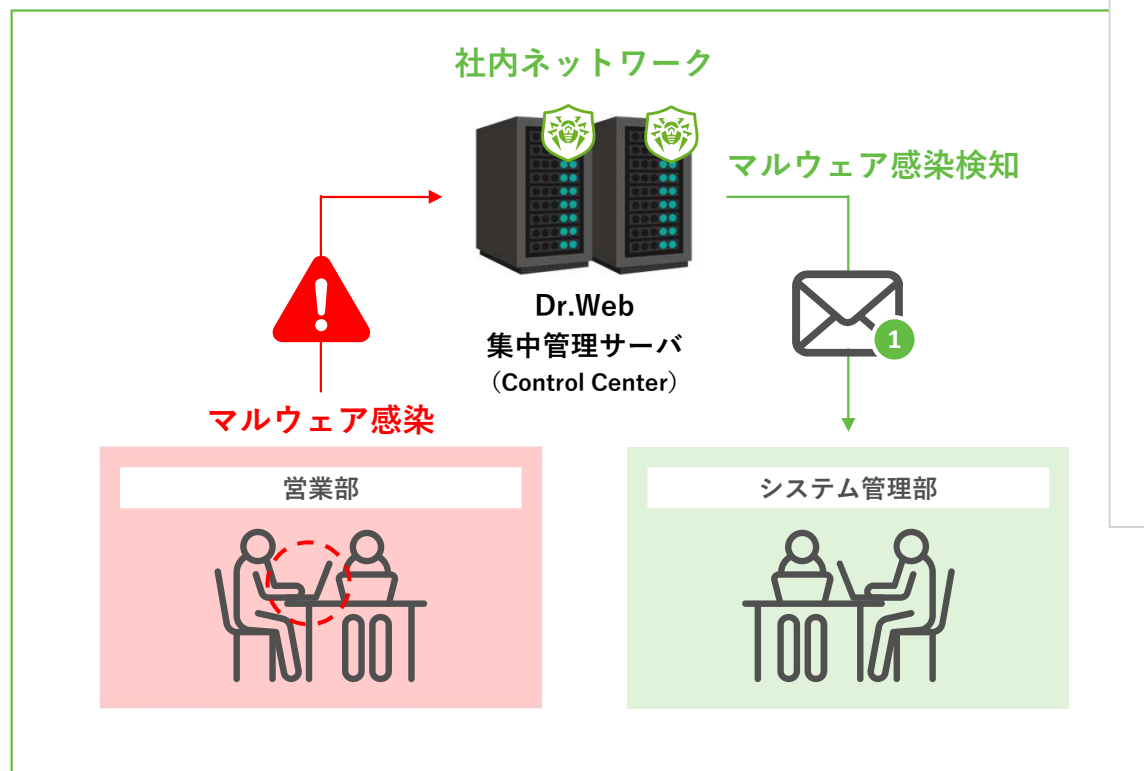 社内ネットワーク
マルウェア感染検知
Dr.Web
集中管理サーバ
（Control Center）
1
マルウェア感染
営業部
システム管理部